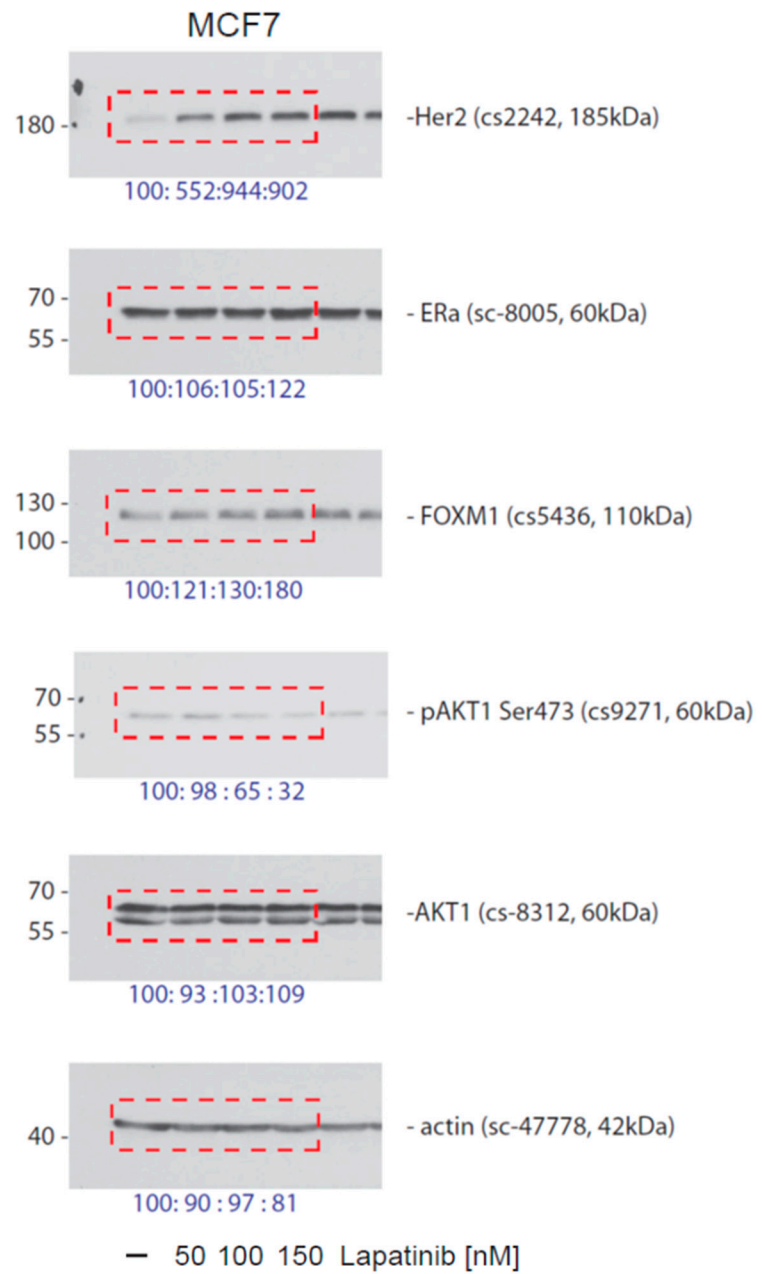 MCF7
180 -
-Her2 (cs2242, 185kDa)
100: 552:944:902
70 -
- ERa (sc-8005, 60kDa)
55 -
100:106:105:122
130 -
- FOXM1 (cs5436, 110kDa)
100 -
100:121:130:180
70 -
- pAKT1 Ser473 (cs9271, 60kDa)
55 -
100: 98 : 65 : 32
70 -
-AKT1 (cs-8312, 60kDa)
55 -
100: 93 :103:109
40 -
- actin (sc-47778, 42kDa)
100: 90 : 97 : 81
– 50 100 150 Lapatinib [nM]